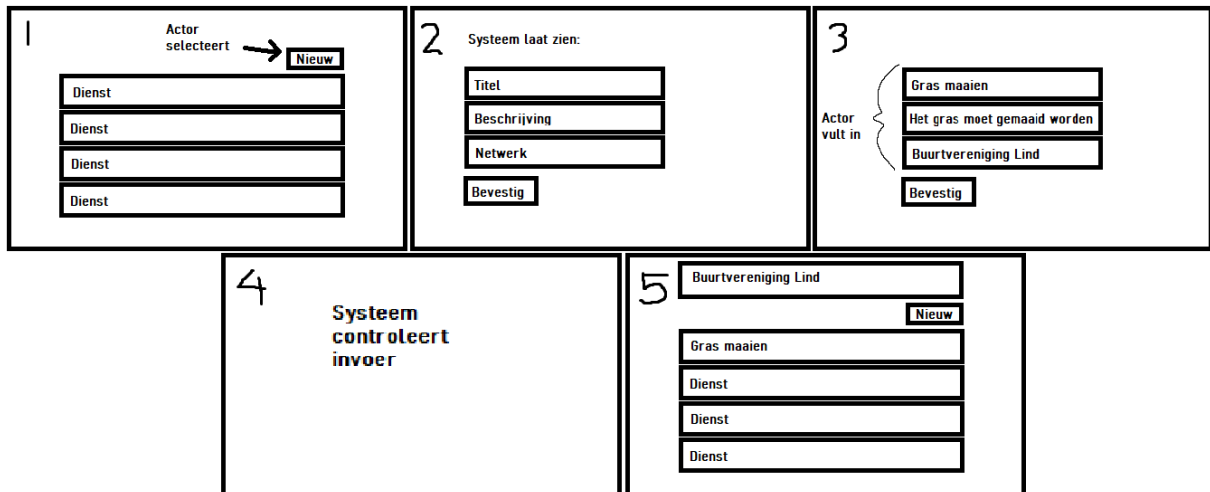 1
Actor
selecteert
Nieuw
Dienst
Dienst
Dienst
Dienst
2
Systeem laat zien:
Titel
Beschrijving
Netwerk
Bevestig
3
Actor
vult in
Gras maaien
Het gras moet gemaaid worden
Buurtvereniging Lind
Bevestig
4
Systeem
controleert
invoer
5
Buurtvereniging Lind
Nieuw
Gras maaien
Dienst
Dienst
Dienst